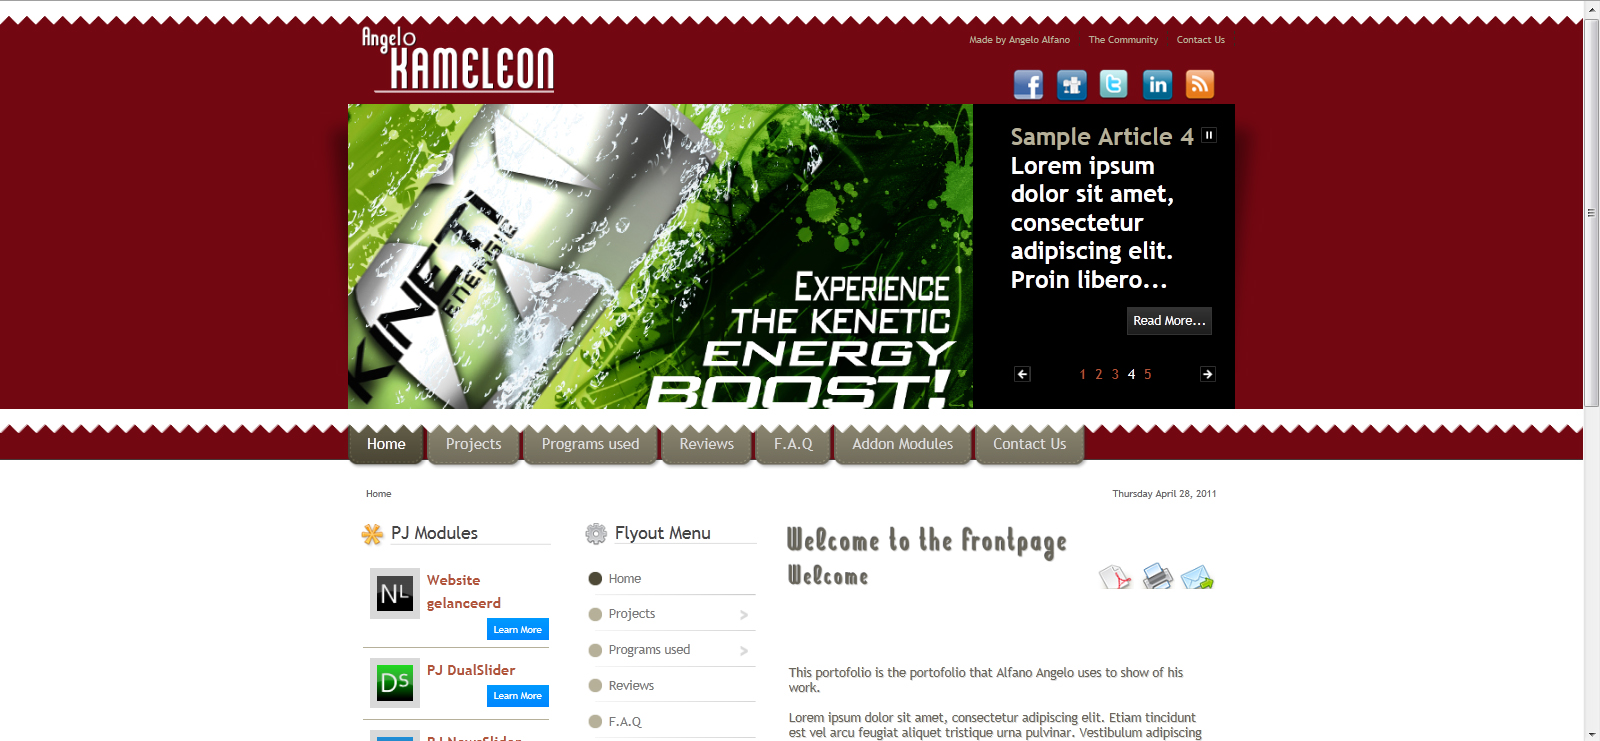 Angelo
KAMELEON
Made by Angelo Alfano The Community Contact Us
KINETI
ENERGIE
EXPERIENCE
THE KENETIC
ENERGY
BOOST!
Sample Article 4
Lorem ipsum
dolor sit amet,
consectetur
adipiscing elit.
Proin libero...
Read More...
1 2 3 4 5
Home Projects Programs used Reviews F.A.Q Addon Modules Contact Us
Home
Thursday April 28, 2011
PJ Modules
NL
Website
gelanceerd
Learn More
DS
PJ DualSlider
Learn More
PJ NewsSlider
Flyout Menu
Home
Projects
Programs used
Reviews
F.A.Q
Welcome to the frontpage
Welcome
This portofolio is the portofolio that Alfano Angelo uses to show of his
work.
Lorem ipsum dolor sit amet, consectetur adipiscing elit. Etiam tincidunt
est vel arcu feugiat aliquet tristique urna pulvinar. Vestibulum adipiscing